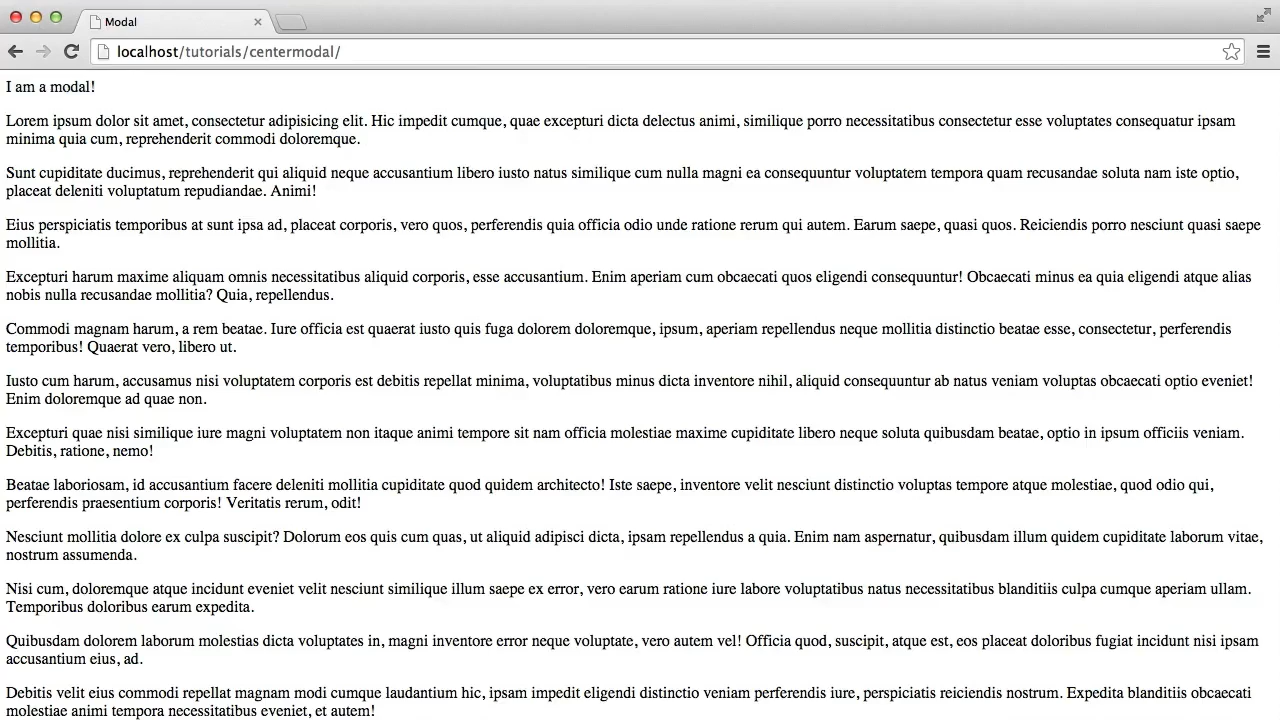 Modal
localhost/tutorials/centermodal/
I am a modal!
Lorem ipsum dolor sit amet, consectetur adipisicing elit. Hic impedit cumque, quae excepturi dicta delectus animi, similique porro necessitatibus consectetur esse voluptates consequatur ipsam
minima quia cum, reprehenderit commodi doloremque.
Sunt cupiditate ducimus, reprehenderit qui aliquid neque accusantium libero iusto natus similique cum nulla magni ea consequuntur voluptatem tempora quam recusandae soluta nam iste optio,
placeat deleniti voluptatum repudiandae. Animi!
Eius perspiciatis temporibus at sunt ipsa ad, placeat corporis, vero quos, perferendis quia officia odio unde ratione rerum qui autem. Earum saepe, quasi quos. Reiciendis porro nesciunt quasi saepe
mollitia.
Excepturi harum maxime aliquam omnis necessitatibus aliquid corporis, esse accusantium. Enim aperiam cum obcaecati quos eligendi consequuntur! Obcaecati minus ea quia eligendi atque alias
nobis nulla recusandae mollitia? Quia, repellendus.
Commodi magnam harum, a rem beatae. Iure officia est quaerat iusto quis fuga dolorem doloremque, ipsum, aperiam repellendus neque mollitia distinctio beatae esse, consectetur, perferendis
temporibus! Quaerat vero, libero ut.
Iusto cum harum, accusamus nisi voluptatem corporis est debitis repellat minima, voluptatibus minus dicta inventore nihil, aliquid consequuntur ab natus veniam voluptas obcaecati optio eveniet!
Enim doloremque ad quae non.
Excepturi quae nisi similique iure magni voluptatem non itaque animi tempore sit nam officia molestiae maxime cupiditate libero neque soluta quibusdam beatae, optio in ipsum officiis veniam.
Debitis, ratione, nemo!
Beatae laboriosam, id accusantium facere deleniti mollitia cupiditate quod quidem architecto! Iste saepe, inventore velit nesciunt distinctio voluptas tempore atque molestiae, quod odio qui,
perferendis praesentium corporis! Veritatis rerum, odit!
Nesciunt mollitia dolore ex culpa suscipit? Dolorum eos quis cum quas, ut aliquid adipisci dicta, ipsam repellendus a quia. Enim nam aspernatur, quibusdam illum quidem cupiditate laborum vitae,
nostrum assumenda.
Nisi cum, doloremque atque incidunt eveniet velit nesciunt similique illum saepe ex error, vero earum ratione iure labore voluptatibus natus necessitatibus blanditiis culpa cumque aperiam ullam.
Temporibus doloribus earum expedita.
Quibusdam dolorem laborum molestias dicta voluptates in, magni inventore error neque voluptate, vero autem vel! Officia quod, suscipit, atque est, eos placeat doloribus fugiat incidunt nisi ipsam
accusantium eius, ad.
Debitis velit eius commodi repellat magnam modi cumque laudantium hic, ipsam impedit eligendi distinctio veniam perferendis iure, perspiciatis reiciendis nostrum. Expedita blanditiis obcaecati
molestiae animi tempora necessitatibus eveniet, et autem!